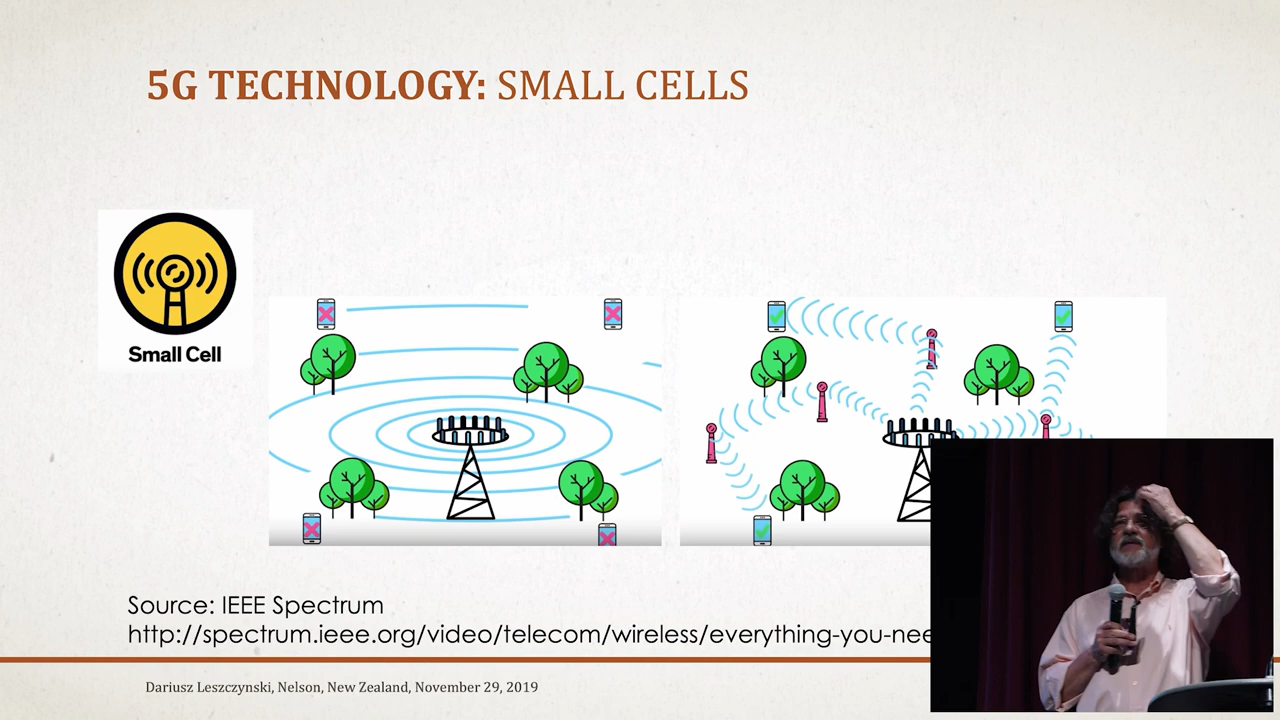 5G TECHNOLOGY: SMALL CELLS
Small Cell
Source: IEEE Spectrum
http://spectrum.ieee.org/video/telecom/wireless/everything-you-nee
Dariusz Leszczynski, Nelson, New Zealand, November 29, 2019